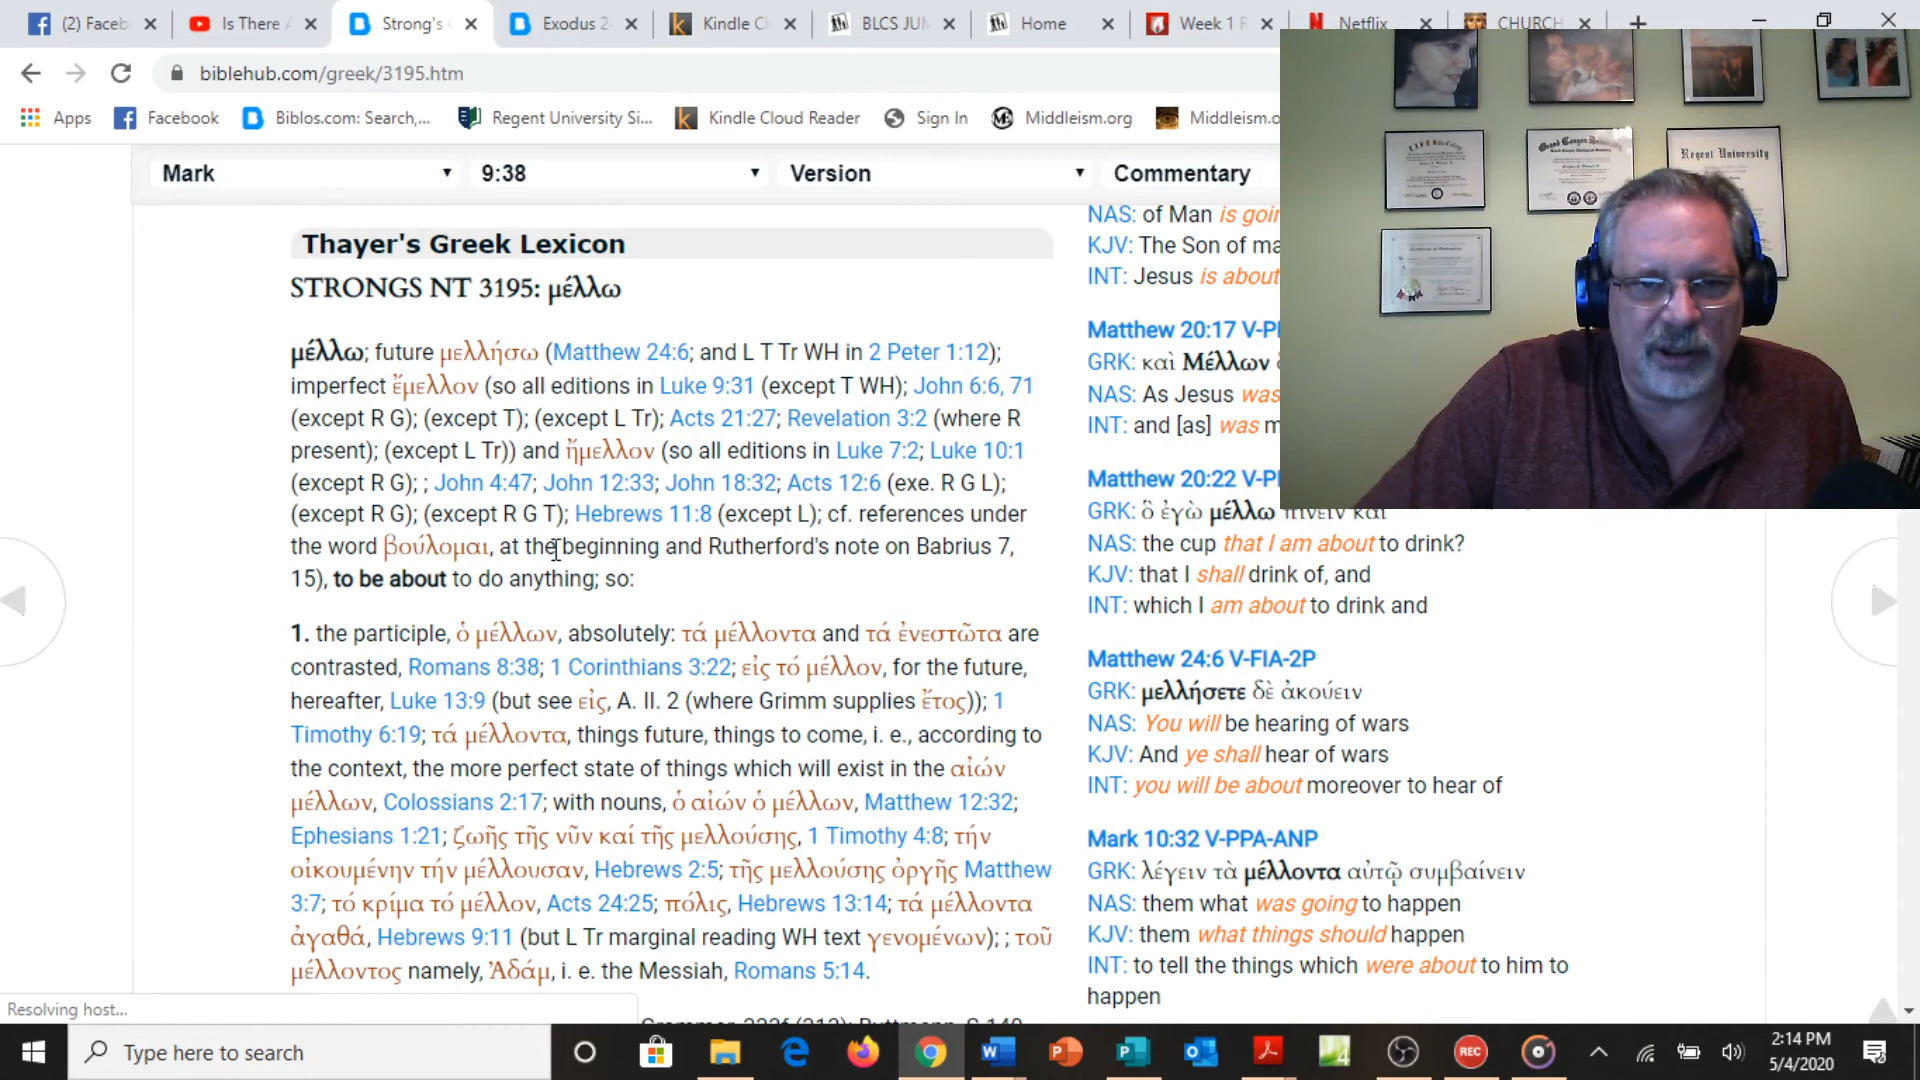 (2) Faceb
Is There A
Strong's
Exodus 2
Kindle Cl
BLCS JUN
Home
Week 1 R
Netflix
CHURCH
biblehub.com/greek/3195.htm
Apps
Facebook
Biblos.com: Search,...
Regent University Si...
Kindle Cloud Reader
Sign In
Middleism.org
Middleism.o
Mark
9:38
Version
Commentary
Thayer's Greek Lexicon
STRONGS NT 3195: μέλλω
μέλλω; future μελλήσω (Matthew 24:6; and L T Tr WH in 2 Peter 1:12);
imperfect ἔμελλον (so all editions in Luke 9:31 (except T WH); John 6:6, 71
(except R G); (except T); (except L Tr); Acts 21:27; Revelation 3:2 (where R
present); (except L Tr)) and ἤμελλον (so all editions in Luke 7:2; Luke 10:1
(except R G); ; John 4:47; John 12:33; John 18:32; Acts 12:6 (exe. R G L);
(except R G); (except R G T); Hebrews 11:8 (except L); cf. references under
the word βούλομαι, at the beginning and Rutherford's note on Babrius 7,
15), to be about to do anything; so:
1. the participle, ὁ μέλλων, absolutely: τά μέλλοντα and τά ἐνεστῶτα are
contrasted, Romans 8:38; 1 Corinthians 3:22; εἰς τό μέλλον, for the future,
hereafter, Luke 13:9 (but see εἰς, A. II. 2 (where Grimm supplies ἔτος)); 1
Timothy 6:19; τά μέλλοντα, things future, things to come, i. e., according to
the context, the more perfect state of things which will exist in the αἰών
μέλλων, Colossians 2:17; with nouns, ὁ αἰών ὁ μέλλων, Matthew 12:32;
Ephesians 1:21; ζωῆς τῆς νῦν καί τῆς μελλούσης, 1 Timothy 4:8; τήν
οἰκουμένην τήν μέλλουσαν, Hebrews 2:5; τῆς μελλούσης ὀργῆς Matthew
3:7; τό κρίμα τό μέλλον, Acts 24:25; πόλις, Hebrews 13:14; τά μέλλοντα
ἀγαθά, Hebrews 9:11 (but L Tr marginal reading WH text γενομένων); ; τοῦ
μέλλοντος namely, Ἀδάμ, i. e. the Messiah, Romans 5:14.
NAS: of Man is goin
KJV: The Son of ma
INT: Jesus is about
Matthew 20:17 V-P
GRK: καὶ Μέλλων
NAS: As Jesus was
INT: and [as] was m
Matthew 20:22 V-P
GRK: ὃ ἐγὼ μέλλω πίνειν καὶ
NAS: the cup that I am about to drink?
KJV: that I shall drink of, and
INT: which I am about to drink and
Matthew 24:6 V-FIA-2P
GRK: μελλήσετε δὲ ἀκούειν
NAS: You will be hearing of wars
KJV: And ye shall hear of wars
INT: you will be about moreover to hear of
Mark 10:32 V-PPA-ANP
GRK: λέγειν τὰ μέλλοντα αὐτῷ συμβαίνειν
NAS: them what was going to happen
KJV: them what things should happen
INT: to tell the things which were about to him to
happen
Regent University
Resolving host...
Type here to search
REC
2:14 PM
5/4/2020